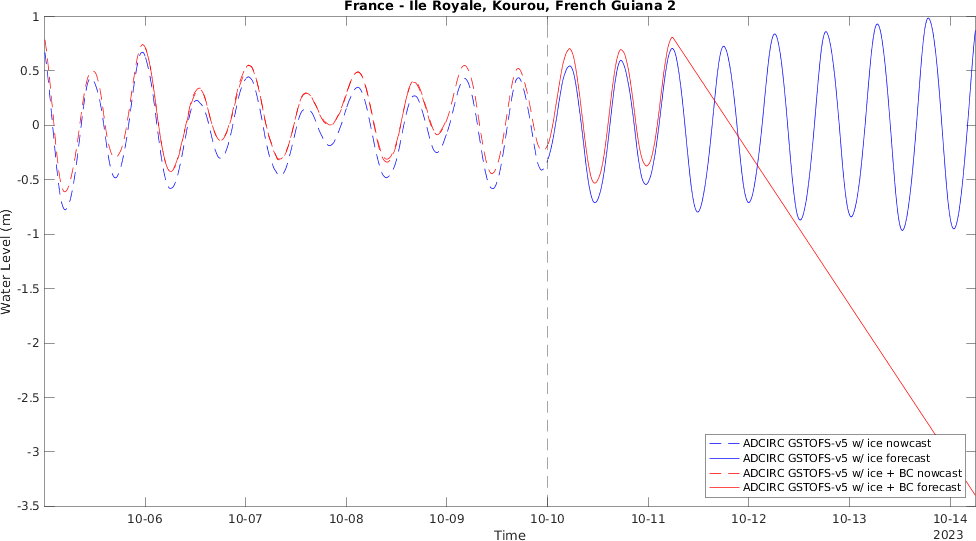 France - Ile Royale, Kourou, French Guiana 2
Water Level (m)
1
0.5
0
-0.5
-1
-1.5
-2
-2.5
-3
-3.5
ADCIRC GSTOFS-v5 w/ ice nowcast
ADCIRC GSTOFS-v5 w/ ice forecast
ADCIRC GSTOFS-v5 w/ ice + BC nowcast
ADCIRC GSTOFS-v5 w/ ice + BC forecast
10-06 10-07 10-08 10-09 10-10 10-11 10-12 10-13 10-14
2023
Time